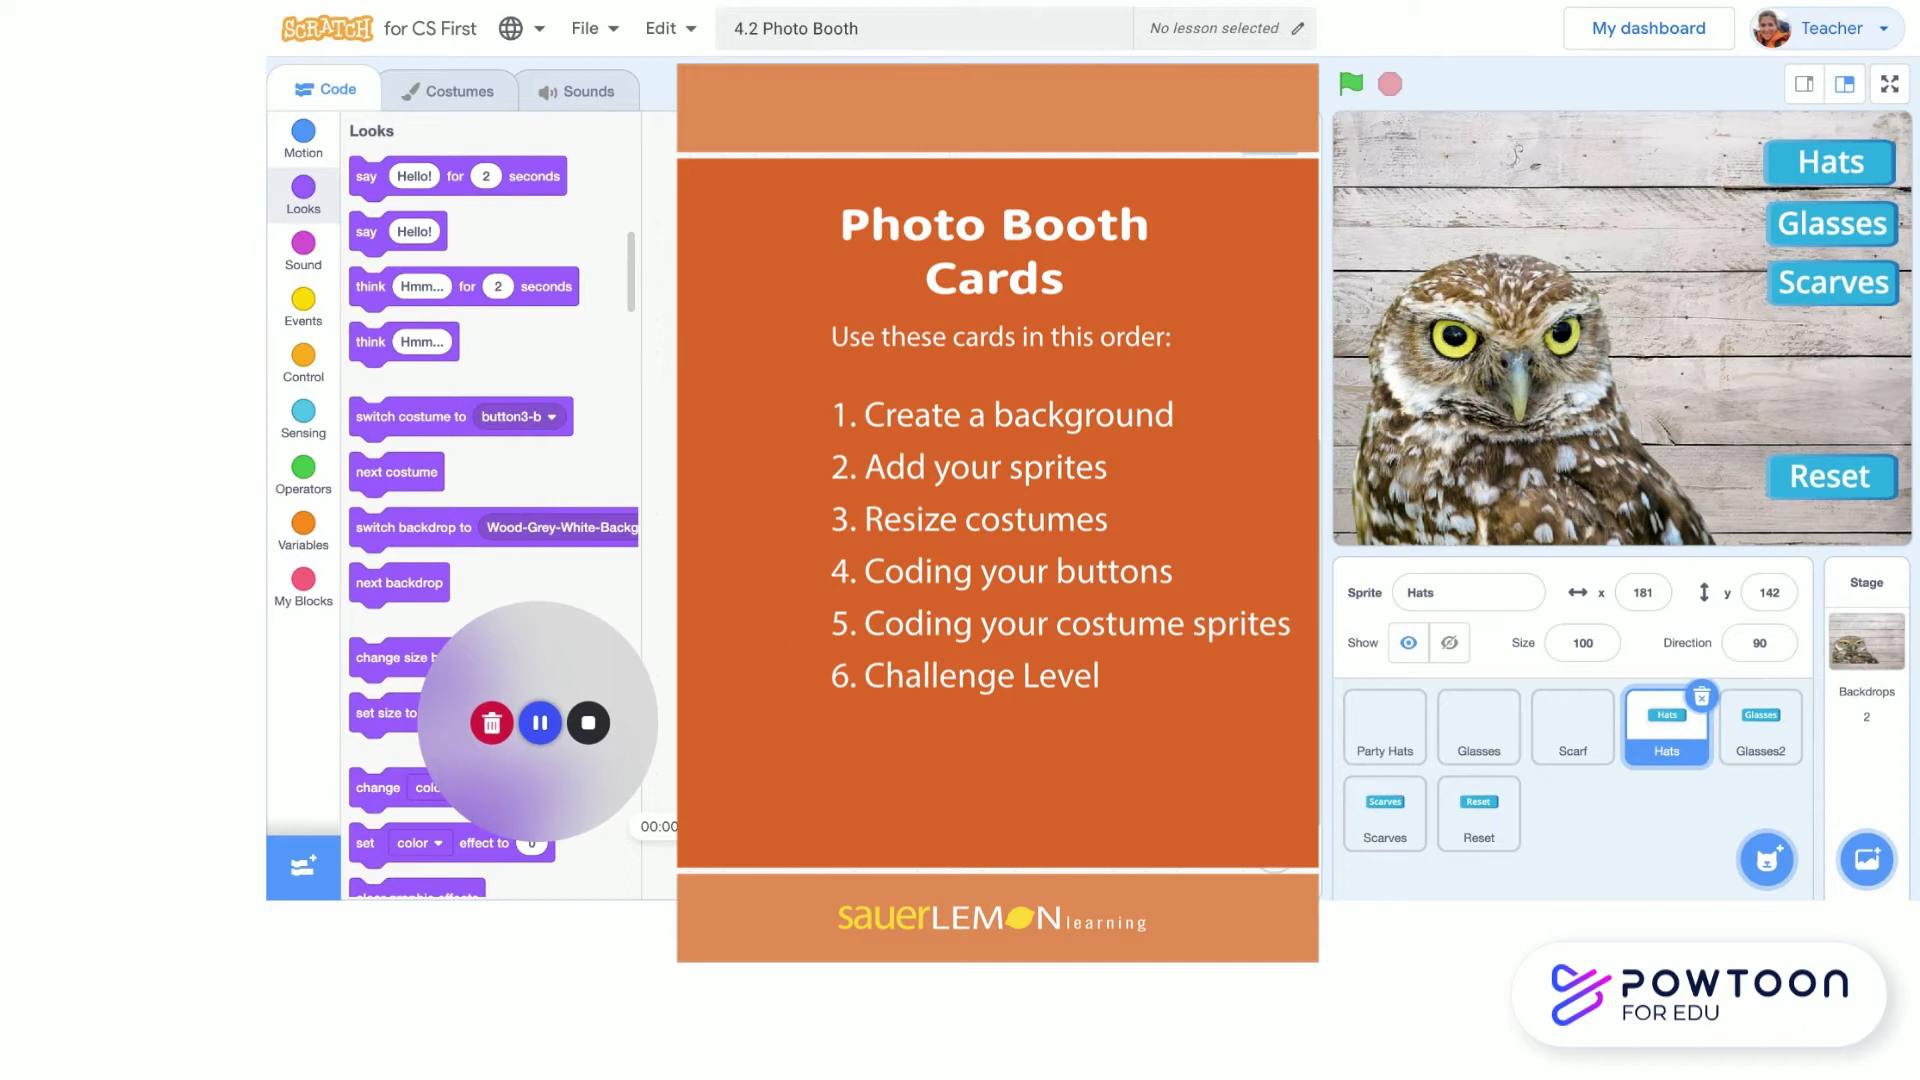 SCRATCH for CS First File Edit 4.2 Photo Booth No lesson selected My dashboard Teacher
Code Costumes Sounds
Motion
Looks
Sound
Events
Control
Sensing
Operators
Variables
My Blocks
Looks
say Hello! for 2 seconds
say Hello!
think Hmm... for 2 seconds
think Hmm...
switch costume to button3-b
next costume
switch backdrop to Wood-Grey-White-Backg
next backdrop
change size
set size to
change
set color effect to 0
00:00
Photo Booth
Cards
Use these cards in this order:
1. Create a background
2. Add your sprites
3. Resize costumes
4. Coding your buttons
5. Coding your costume sprites
6. Challenge Level
sauerLEMON learning
Hats
Glasses
Scarves
Reset
Sprite Hats x 181 y 142
Show Size 100 Direction 90
Party Hats
Glasses
Scarf
Hats
Hats
Glasses
Glasses2
Scarves
Scarves
Reset
Reset
Stage
Backdrops
2
POWTOON
FOR EDU